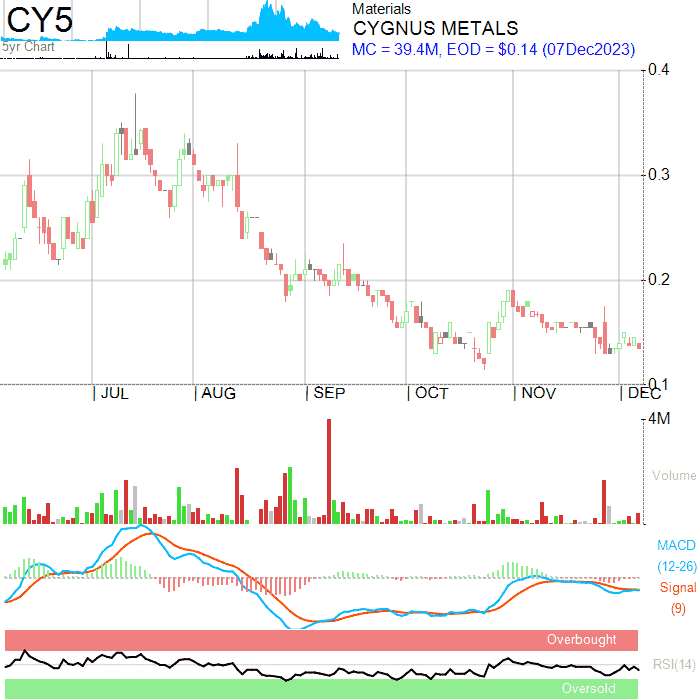 CY5
5yr Chart
Materials
CYGNUS METALS
MC = 39.4M, EOD = $0.14 (07Dec2023)
0.4
0.3
0.2
0.1
| JUL | AUG | SEP | OCT | NOV | DEC
4M
Volume
MACD
(12-26)
Signal
(9)
Overbought
RSI(14)
Oversold